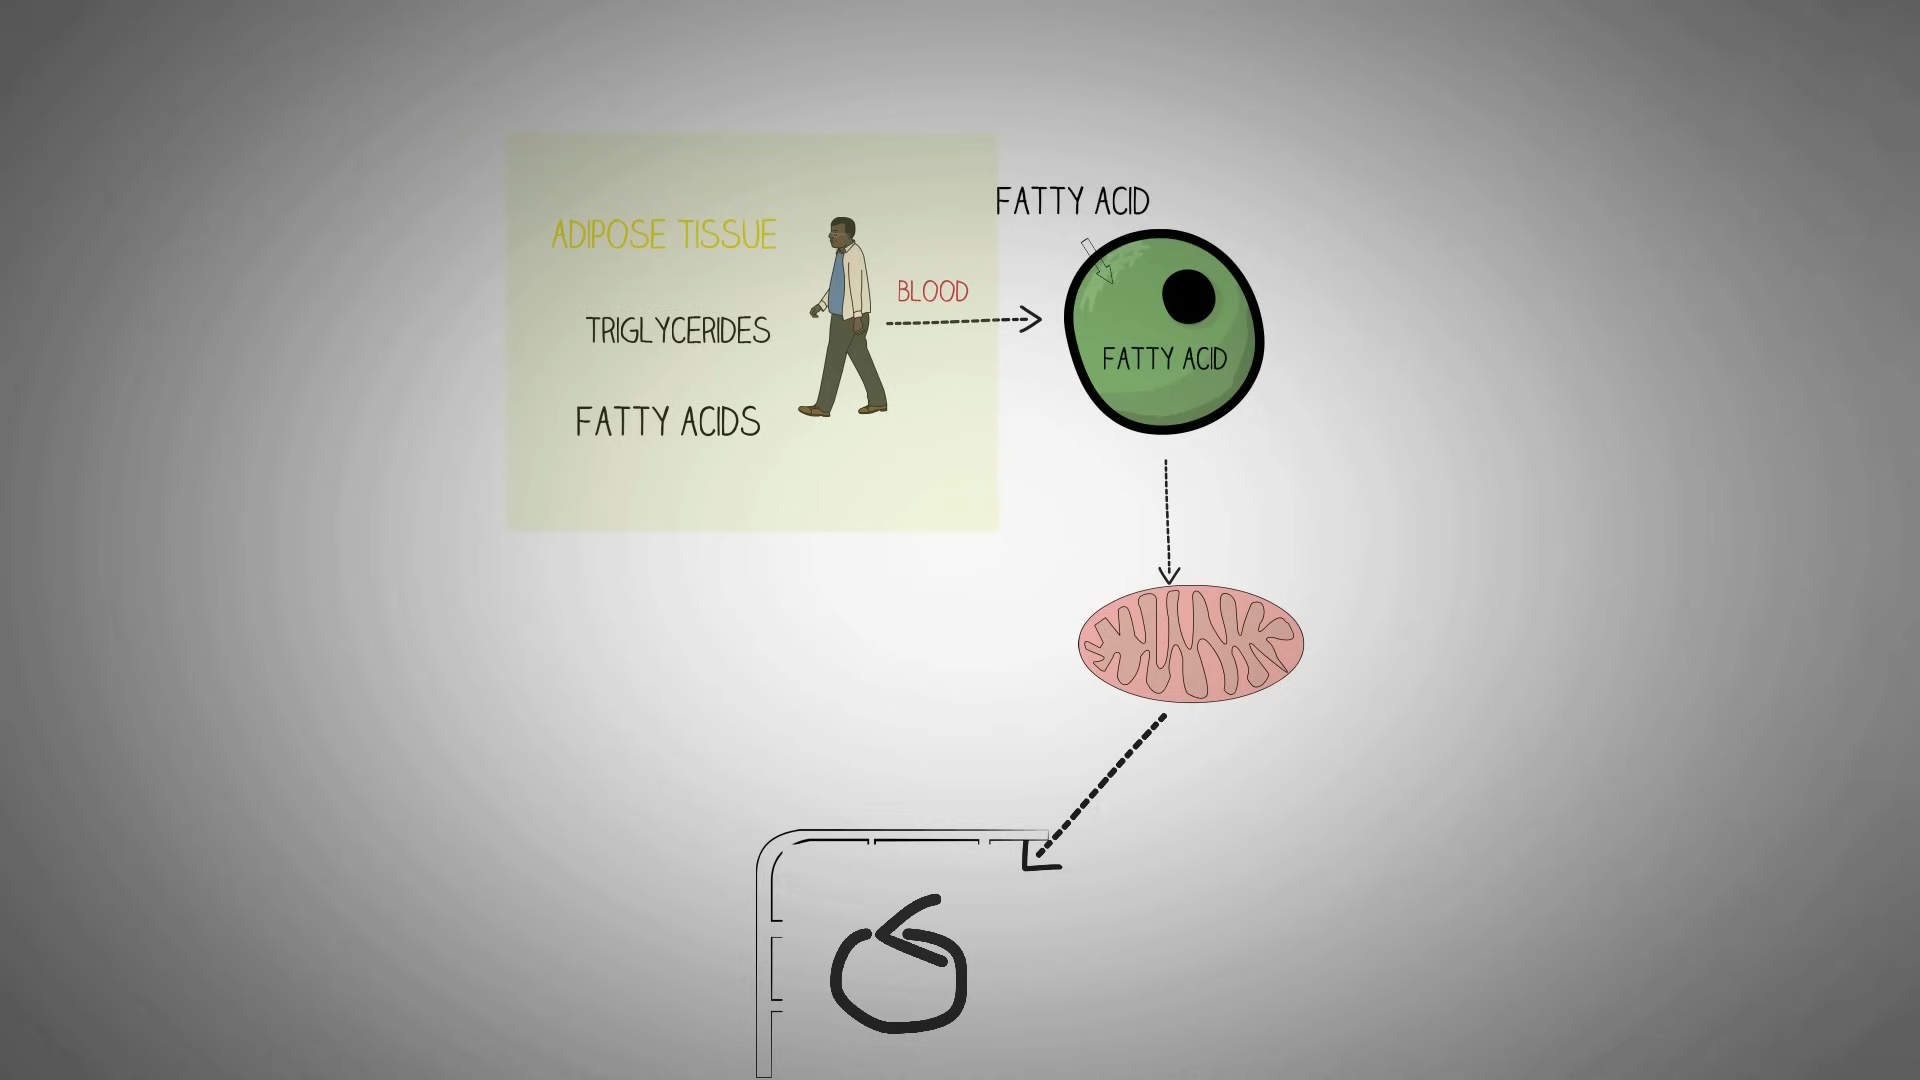 ADIPOSE TISSUE
TRIGLYCERIDES
FATTY ACIDS
BLOOD
FATTY ACID
FATTY ACID